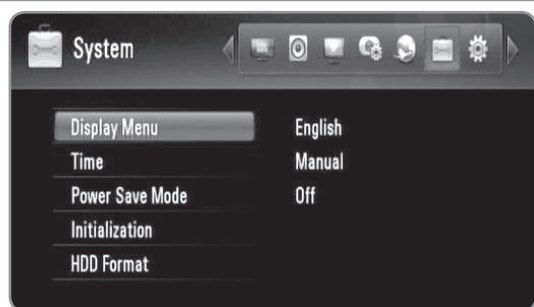 System
Display Menu English
Time Manual
Power Save Mode Off
Initialization
HDD Format